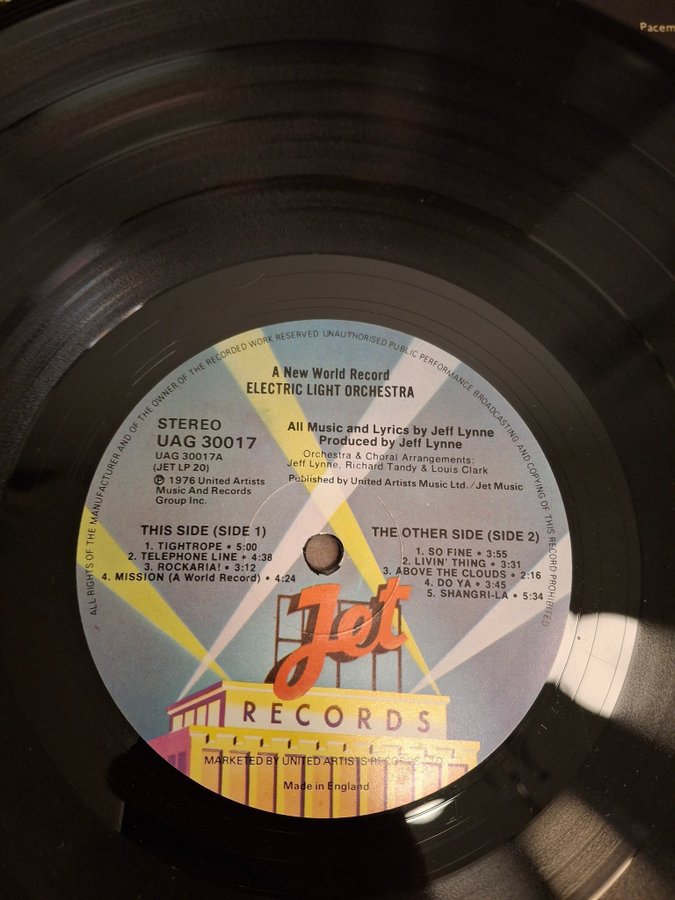 Pacem
ALL RIGHTS OF THE MANUFACTURER AND OF THE OWNER OF THE RECORDED WORK RESERVED. UNAUTHORISED PUBLIC PERFORMANCE BROADCASTING AND COPYING OF THIS RECORD PROHIBITED
A New World Record
ELECTRIC LIGHT ORCHESTRA
STEREO
UAG 30017
UAG 30017A
(JET LP 20)
℗ 1976 United Artists
Music And Records
Group Inc.
All Music and Lyrics by Jeff Lynne
Produced by Jeff Lynne
Orchestra & Choral Arrangements:
Jeff Lynne, Richard Tandy & Louis Clark
Published by United Artists Music Ltd./Jet Music
THIS SIDE (SIDE 1)
1. TIGHTROPE • 5:00
2. TELEPHONE LINE • 4:38
3. ROCKARIA! • 3:12
4. MISSION (A World Record) • 4:24
THE OTHER SIDE (SIDE 2)
1. SO FINE • 3:55
2. LIVIN' THING • 3:31
3. ABOVE THE CLOUDS • 2:16
4. DO YA • 3:45
5. SHANGRI-LA • 5:34
Jet
RECORDS
MARKETED BY UNITED ARTISTS RECORDS
Made in England